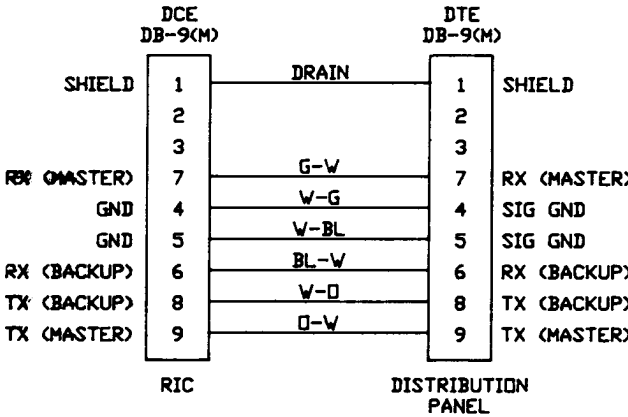 DCE DTE
DB-9(M) DB-9(M)
SHIELD 1 DRAIN 1 SHIELD
2 2
3 3
RX (MASTER) 7 G-W 7 RX (MASTER)
GND 4 W-G 4 SIG GND
GND 5 W-BL 5 SIG GND
RX (BACKUP) 6 BL-W 6 RX (BACKUP)
TX (BACKUP) 8 W-O 8 TX (BACKUP)
TX (MASTER) 9 O-W 9 TX (MASTER)
RIC DISTRIBUTION
PANEL